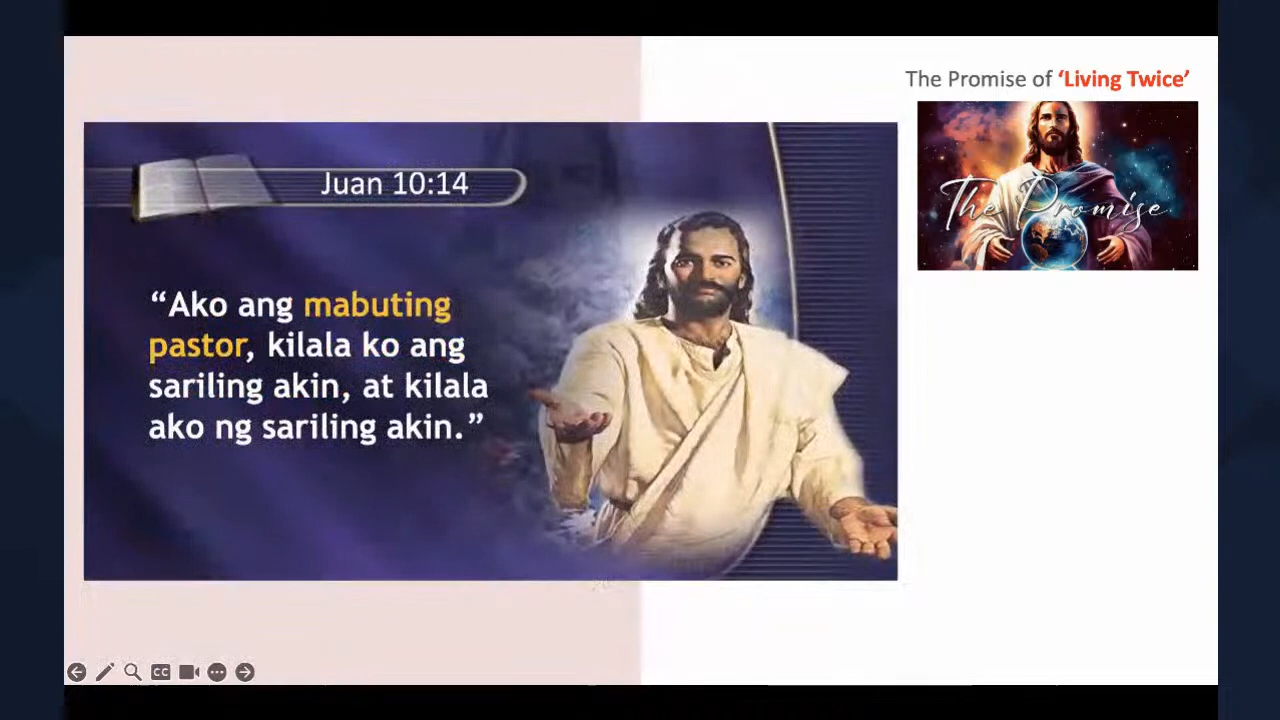 The Promise of ‘Living Twice’
The Promise
Juan 10:14
“Ako ang mabuting
pastor, kilala ko ang
sariling akin, at kilala
ako ng sariling akin.”
CC